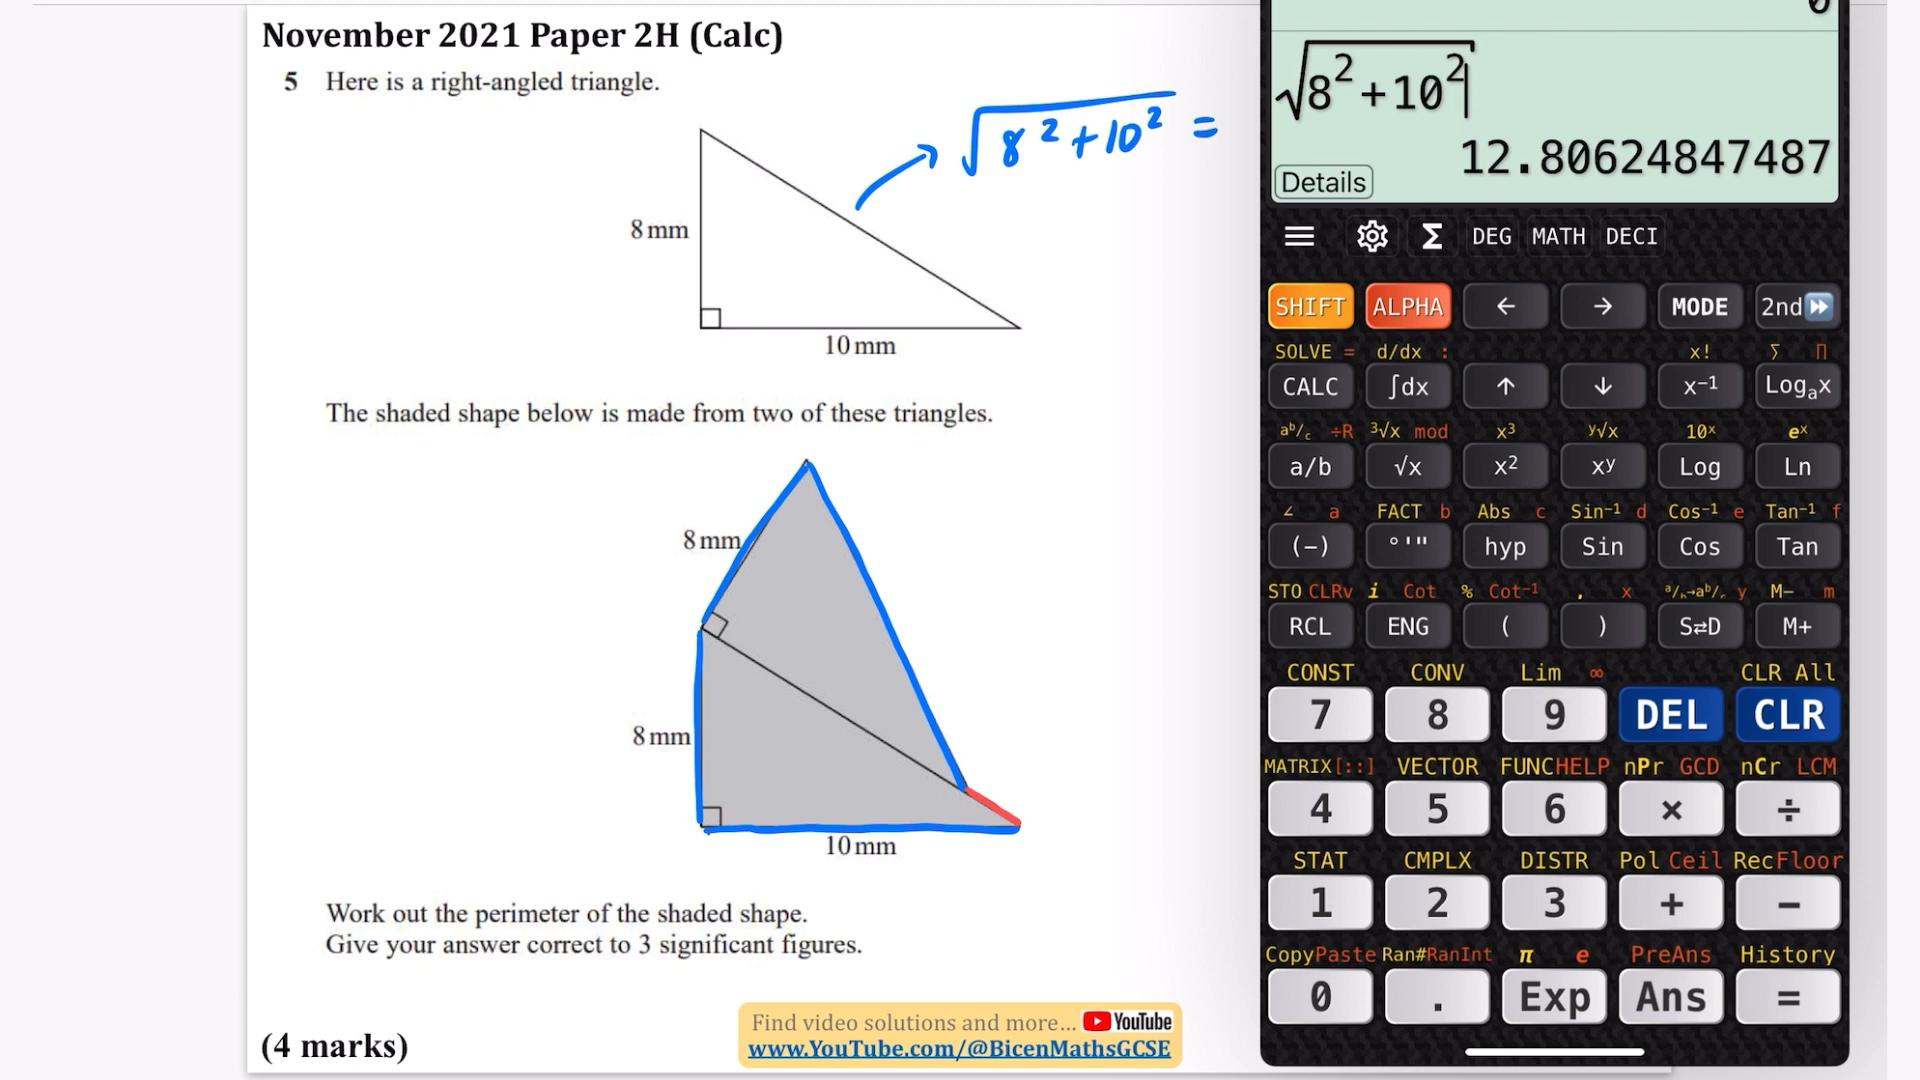 November 2021 Paper 2H (Calc)
5 Here is a right-angled triangle.
√8²+10² =
8 mm
10 mm
The shaded shape below is made from two of these triangles.
8 mm
8 mm
10 mm
Work out the perimeter of the shaded shape.
Give your answer correct to 3 significant figures.
(4 marks)
Find video solutions and more... YouTube
www.YouTube.com/@BicenMathsGCSE
√8²+10²
12.80624847487
Details
Σ DEG MATH DECI
SHIFT ALPHA ← → MODE 2nd
SOLVE = d/dx : x! ∑ ∏
CALC ∫dx ↑ ↓ x⁻¹ Logₐx
aᵇ/c ÷R ³√x mod x³ ʸ√x 10ˣ eˣ
a/b √x x² xʸ Log Ln
∠ a FACT b Abs c Sin⁻¹ d Cos⁻¹ e Tan⁻¹ f
(−) °'" hyp Sin Cos Tan
STO CLRv i Cot % Cot⁻¹ , x y M− m
RCL ENG ( ) S⇄D M+
CONST CONV Lim ∞ CLR All
7 8 9 DEL CLR
MATRIX[::] VECTOR FUNC HELP nPr GCD nCr LCM
4 5 6 × ÷
STAT CMPLX DISTR Pol Ceil Rec Floor
1 2 3 + −
Copy Paste Ran# RanInt π e PreAns History
0 . Exp Ans =